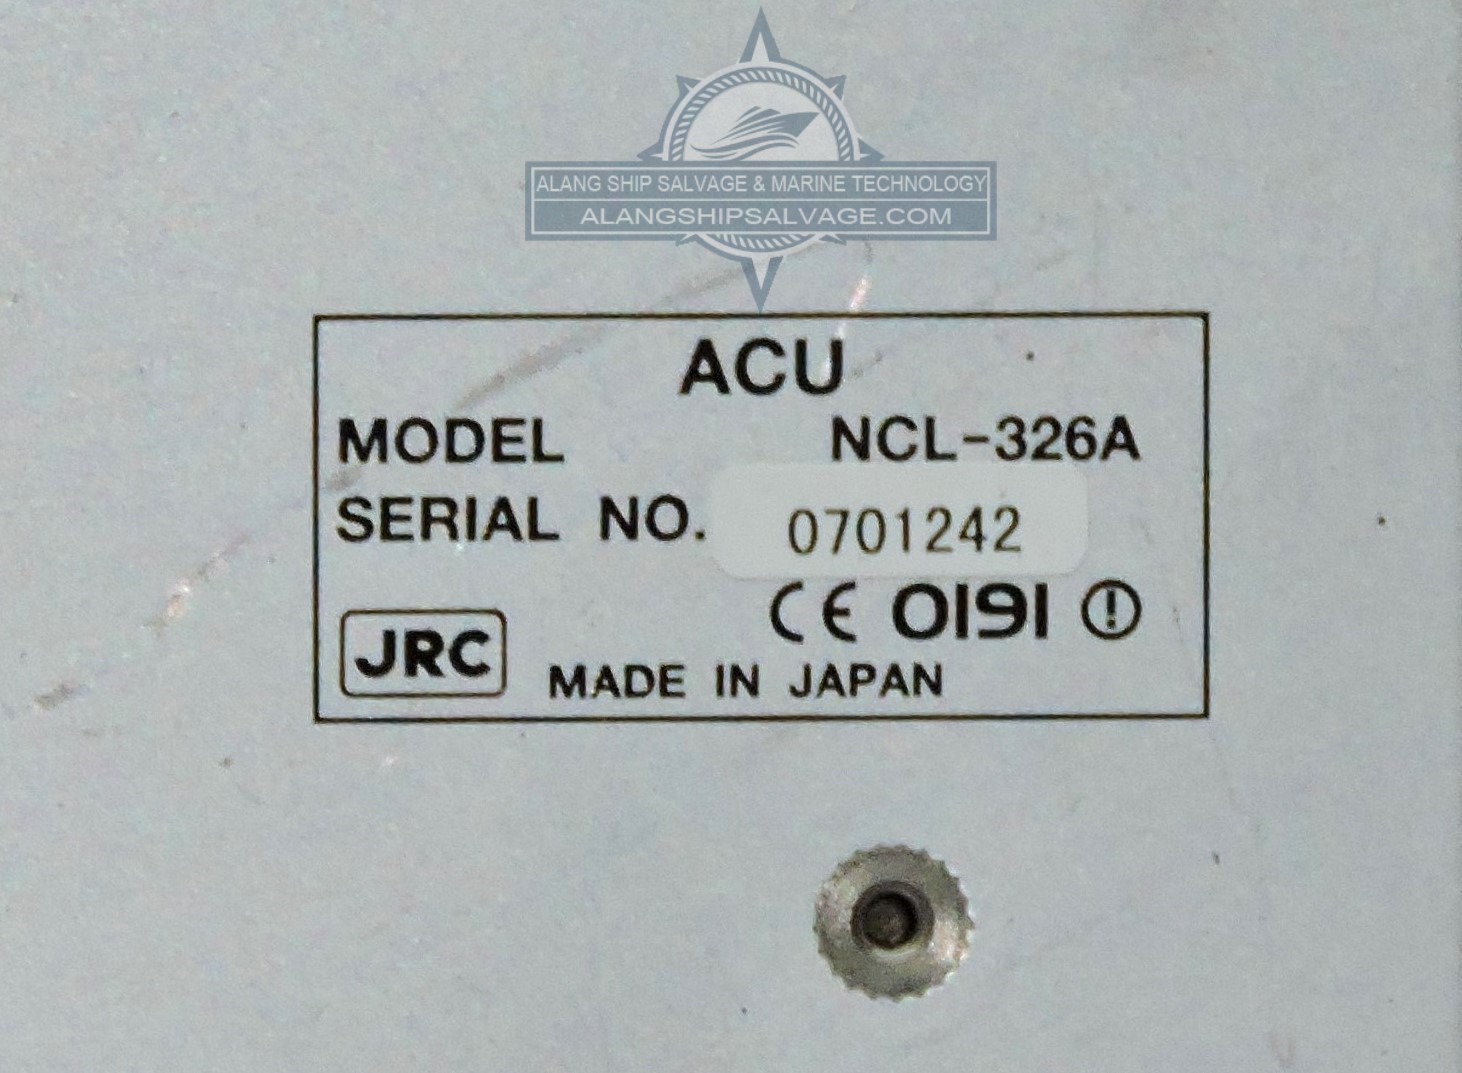 ALANG SHIP SALVAGE & MARINE TECHNOLOGY
ALANGSHIPSALVAGE.COM
ACU
MODEL NCL-326A
SERIAL NO. 0701242
CE 0191 !
JRC MADE IN JAPAN